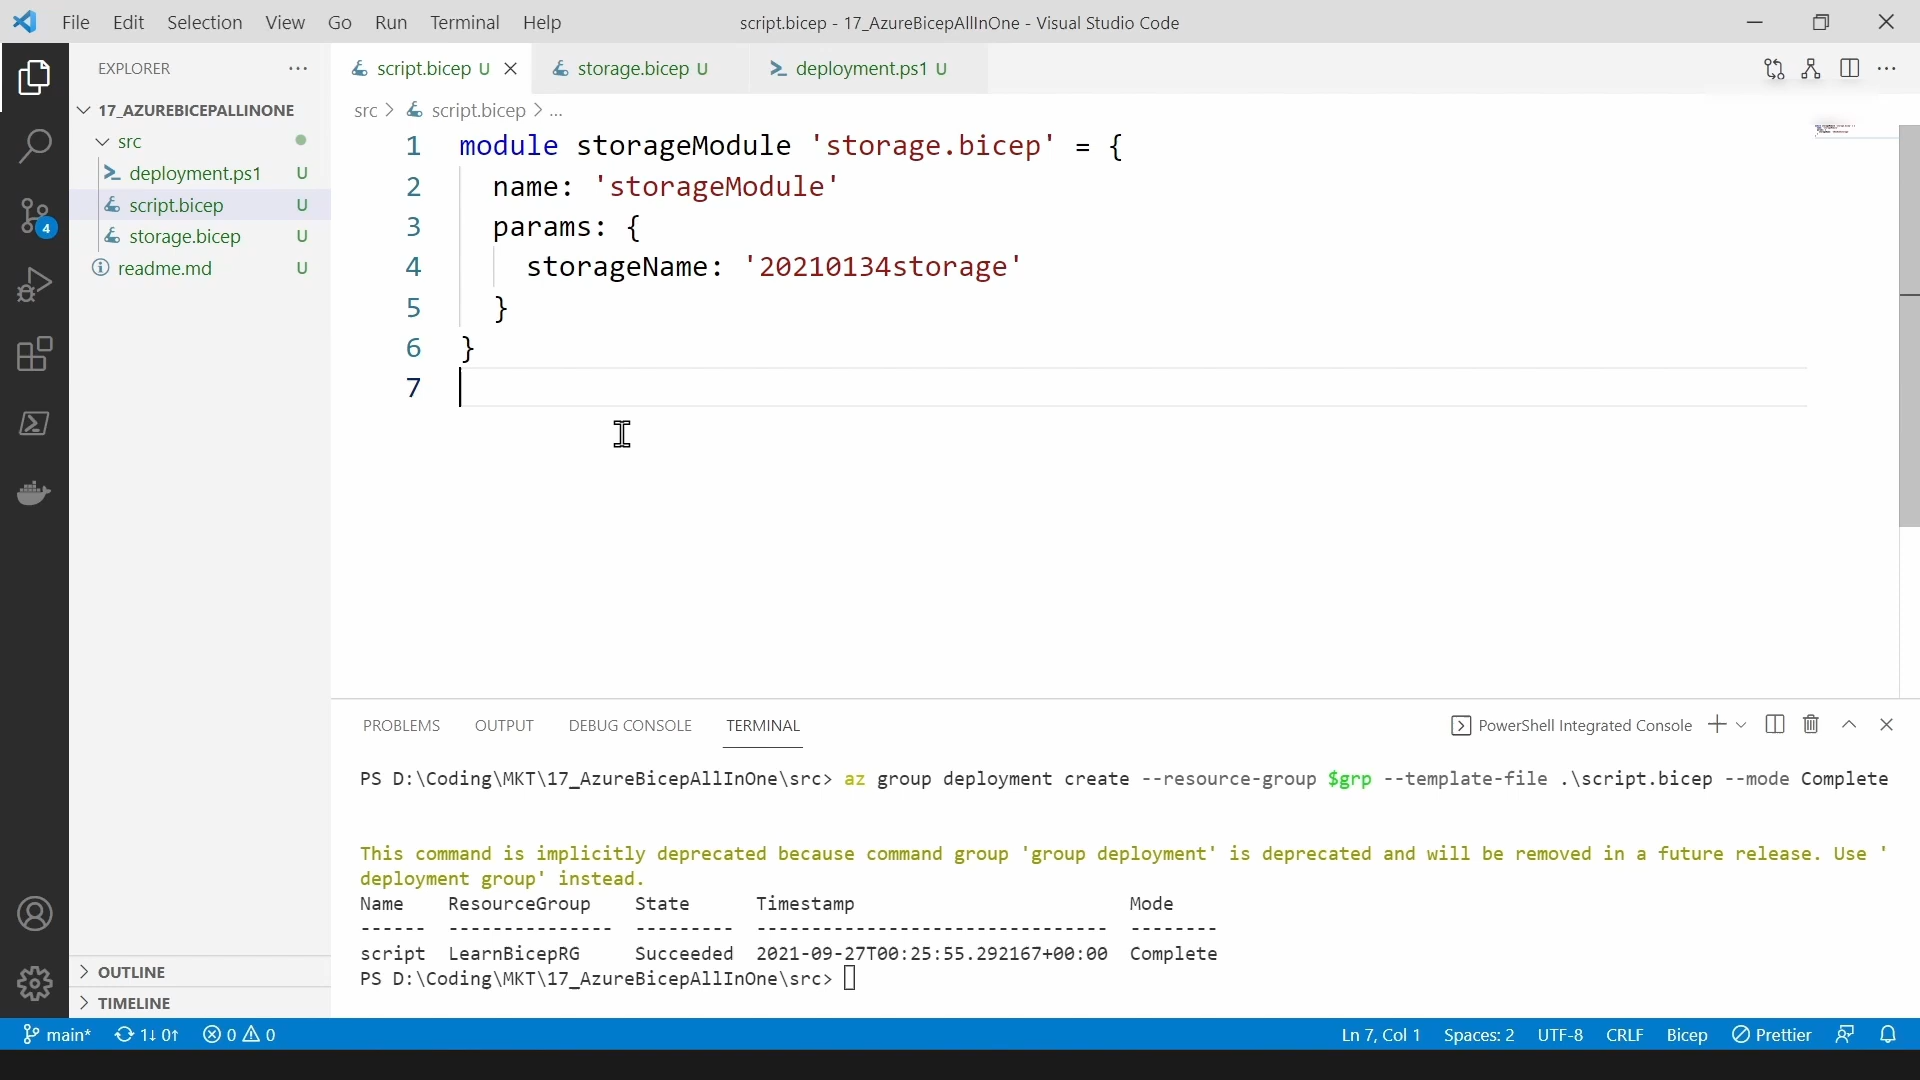 File Edit Selection View Go Run Terminal Help script.bicep - 17_AzureBicepAllInOne - Visual Studio Code
EXPLORER ···
script.bicep U
storage.bicep U
deployment.ps1 U
17_AZUREBICEPALLINONE
src > script.bicep > ...
src
deployment.ps1 U
script.bicep U
storage.bicep U
readme.md U
4
1 module storageModule 'storage.bicep' = {
2 name: 'storageModule'
3 params: {
4 storageName: '20210134storage'
5 }
6 }
7
PROBLEMS OUTPUT DEBUG CONSOLE TERMINAL PowerShell Integrated Console
PS D:\Coding\MKT\17_AzureBicepAllInOne\src> az group deployment create --resource-group $grp --template-file .\script.bicep --mode Complete
This command is implicitly deprecated because command group 'group deployment' is deprecated and will be removed in a future release. Use '
deployment group' instead.
Name ResourceGroup State Timestamp Mode
------ --------------- --------- -------------------------------- --------
script LearnBicepRG Succeeded 2021-09-27T00:25:55.292167+00:00 Complete
PS D:\Coding\MKT\17_AzureBicepAllInOne\src>
OUTLINE
TIMELINE
main* 1↓ 0↑ 0 0 Ln 7, Col 1 Spaces: 2 UTF-8 CRLF Bicep Prettier